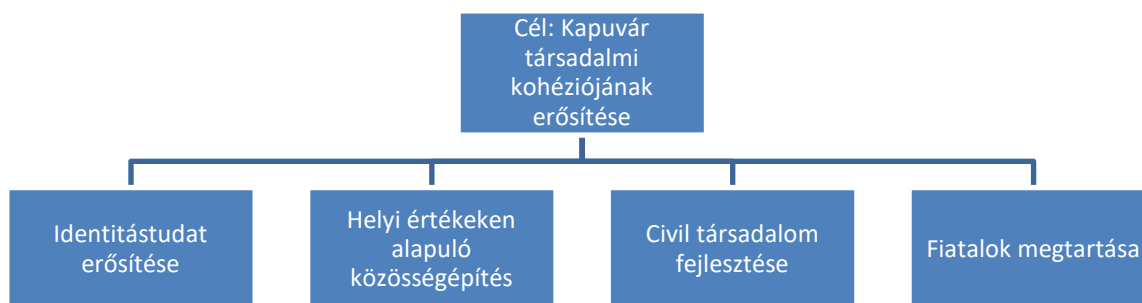 Cél: Kapuvár
társadalmi
kohéziójának
erősítése
Identitástudat
erősítése
Helyi értékeken
alapuló
közösségépítés
Civil társadalom
fejlesztése
Fiatalok megtartása